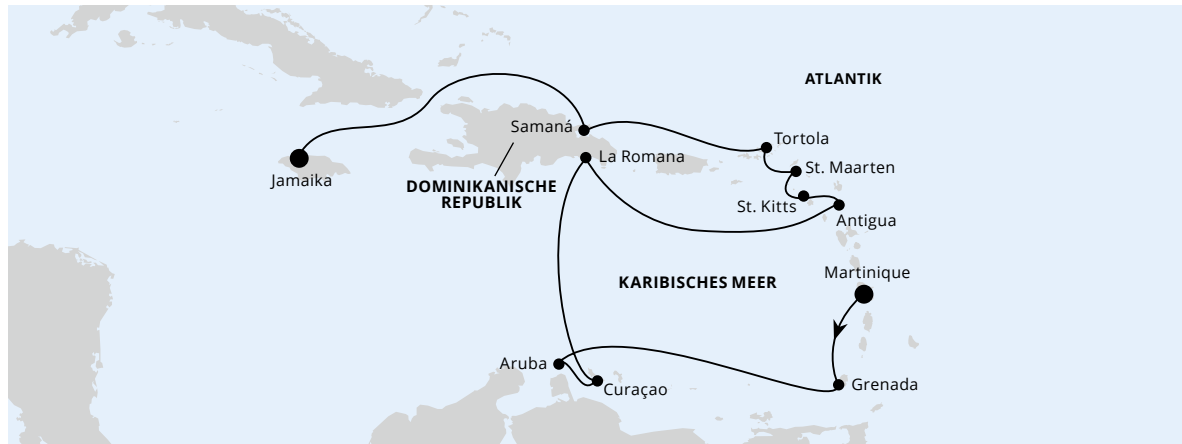 ATLANTIK
Samaná
Tortola
La Romana
St. Maarten
Jamaika
DOMINIKANISCHE
REPUBLIK
St. Kitts
Antigua
Martinique
KARIBISCHES MEER
Aruba
Curaçao
Grenada